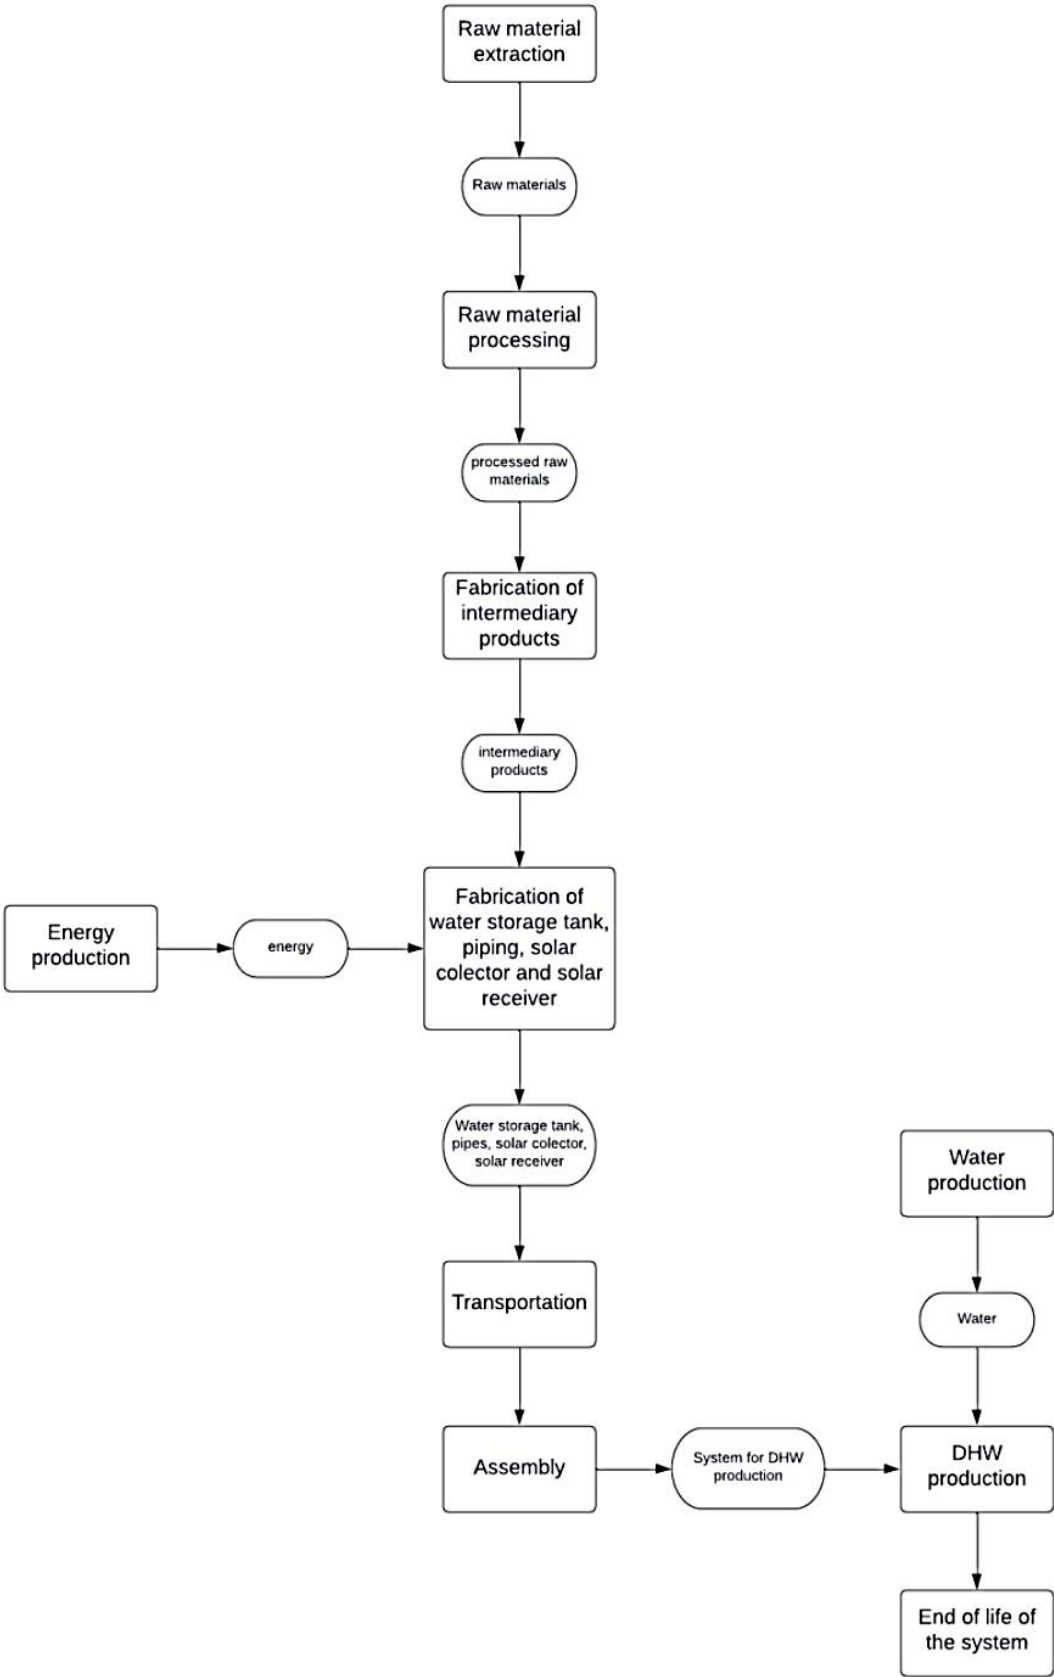 Raw material
extraction
Raw materials
Raw material
processing
processed raw
materials
Fabrication of
intermediary
products
intermediary
products
Energy
production
energy
Fabrication of
water storage tank,
piping, solar
colector and solar
receiver
Water storage tank,
pipes, solar colector,
solar receiver
Water
production
Transportation
Water
Assembly
System for DHW
production
DHW
production
End of life of
the system